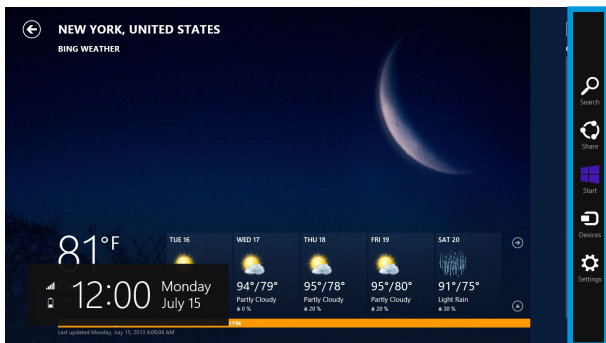 NEW YORK, UNITED STATES
BING WEATHER
Search
Share
Start
Devices
Settings
81°F
TUE 16
WED 17
94°/79°
Partly Cloudy
0 %
THU 18
95°/78°
Partly Cloudy
20 %
FRI 19
95°/80°
Partly Cloudy
20 %
SAT 20
91°/75°
Light Rain
30 %
12:00
Monday
July 15
PM
Last updated Monday, July 15, 2013 6:06:04 AM